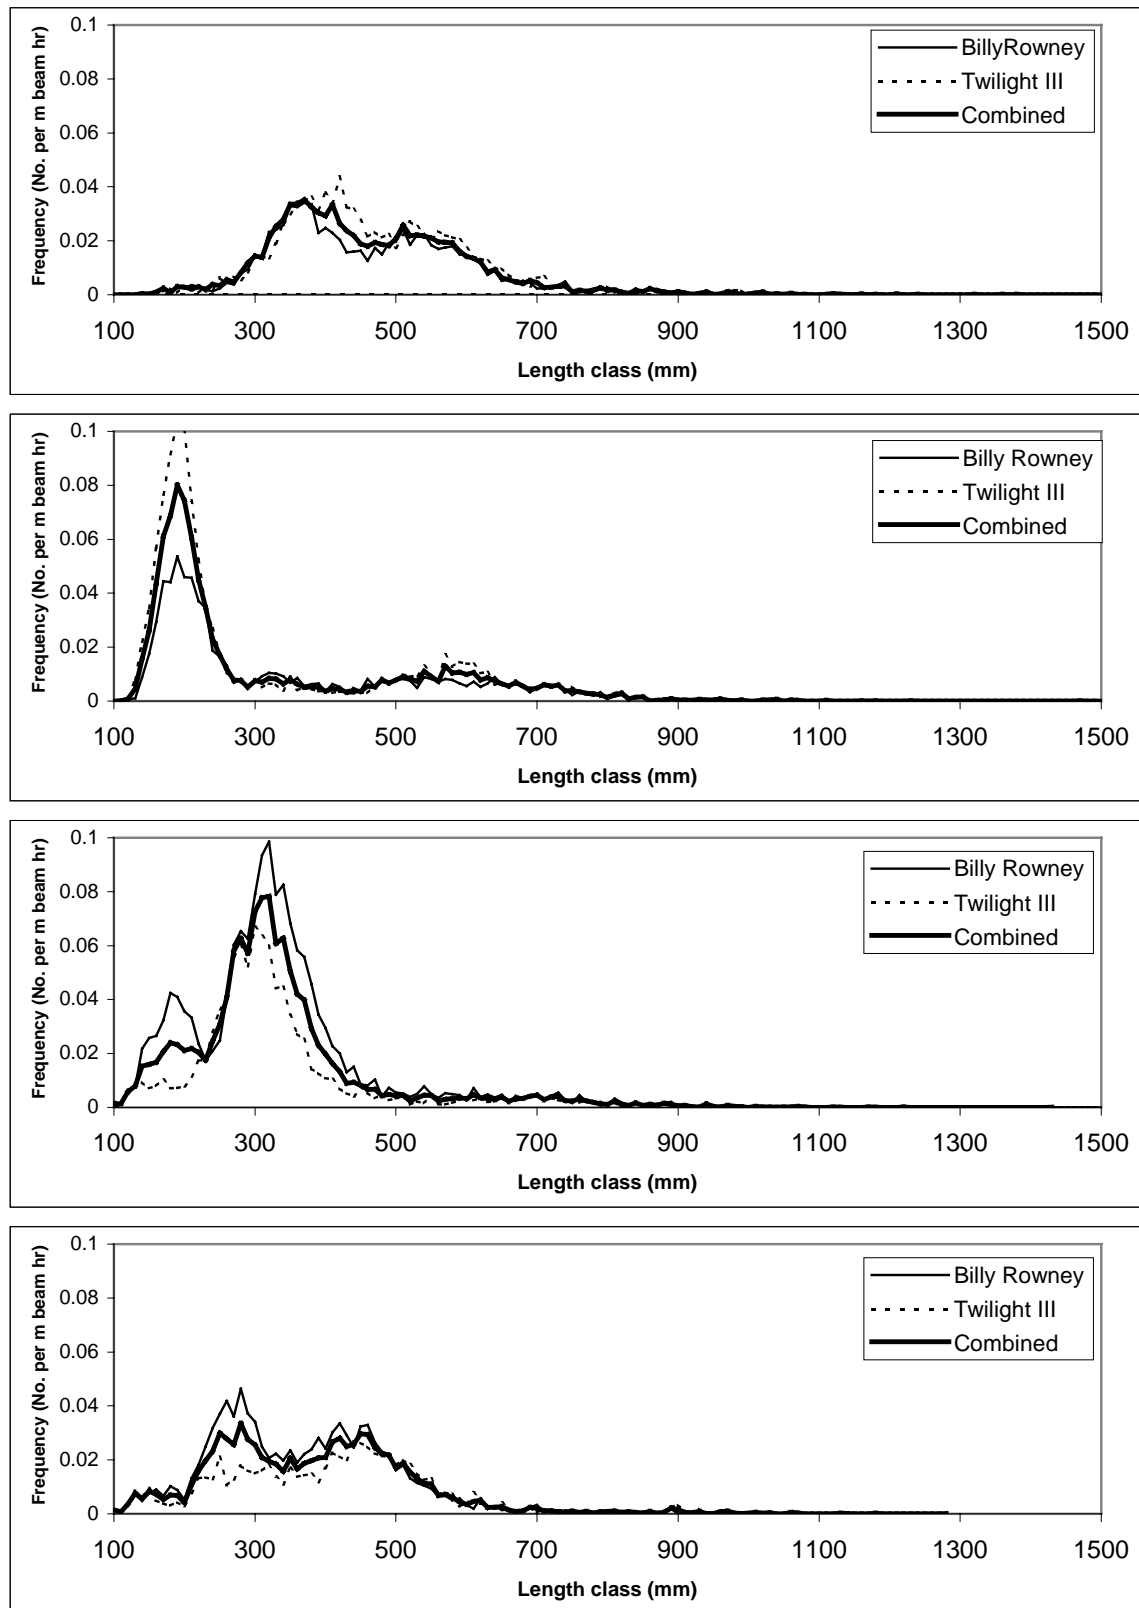 Frequency (No. per m beam hr)
0.1
0.08
0.06
0.04
0.02
0
BillyRowney
Twilight III
Combined
100 300 500 700 900 1100 1300 1500
Length class (mm)
Frequency (No. per m beam hr)
0.1
0.08
0.06
0.04
0.02
0
Billy Rowney
Twilight III
Combined
100 300 500 700 900 1100 1300 1500
Length class (mm)
Frequency (No. per m beam hr)
0.1
0.08
0.06
0.04
0.02
0
Billy Rowney
Twilight III
Combined
100 300 500 700 900 1100 1300 1500
Length class (mm)
Frequency (No. per m beam hr)
0.1
0.08
0.06
0.04
0.02
0
Billy Rowney
Twilight III
Combined
100 300 500 700 900 1100 1300 1500
Length class (mm)